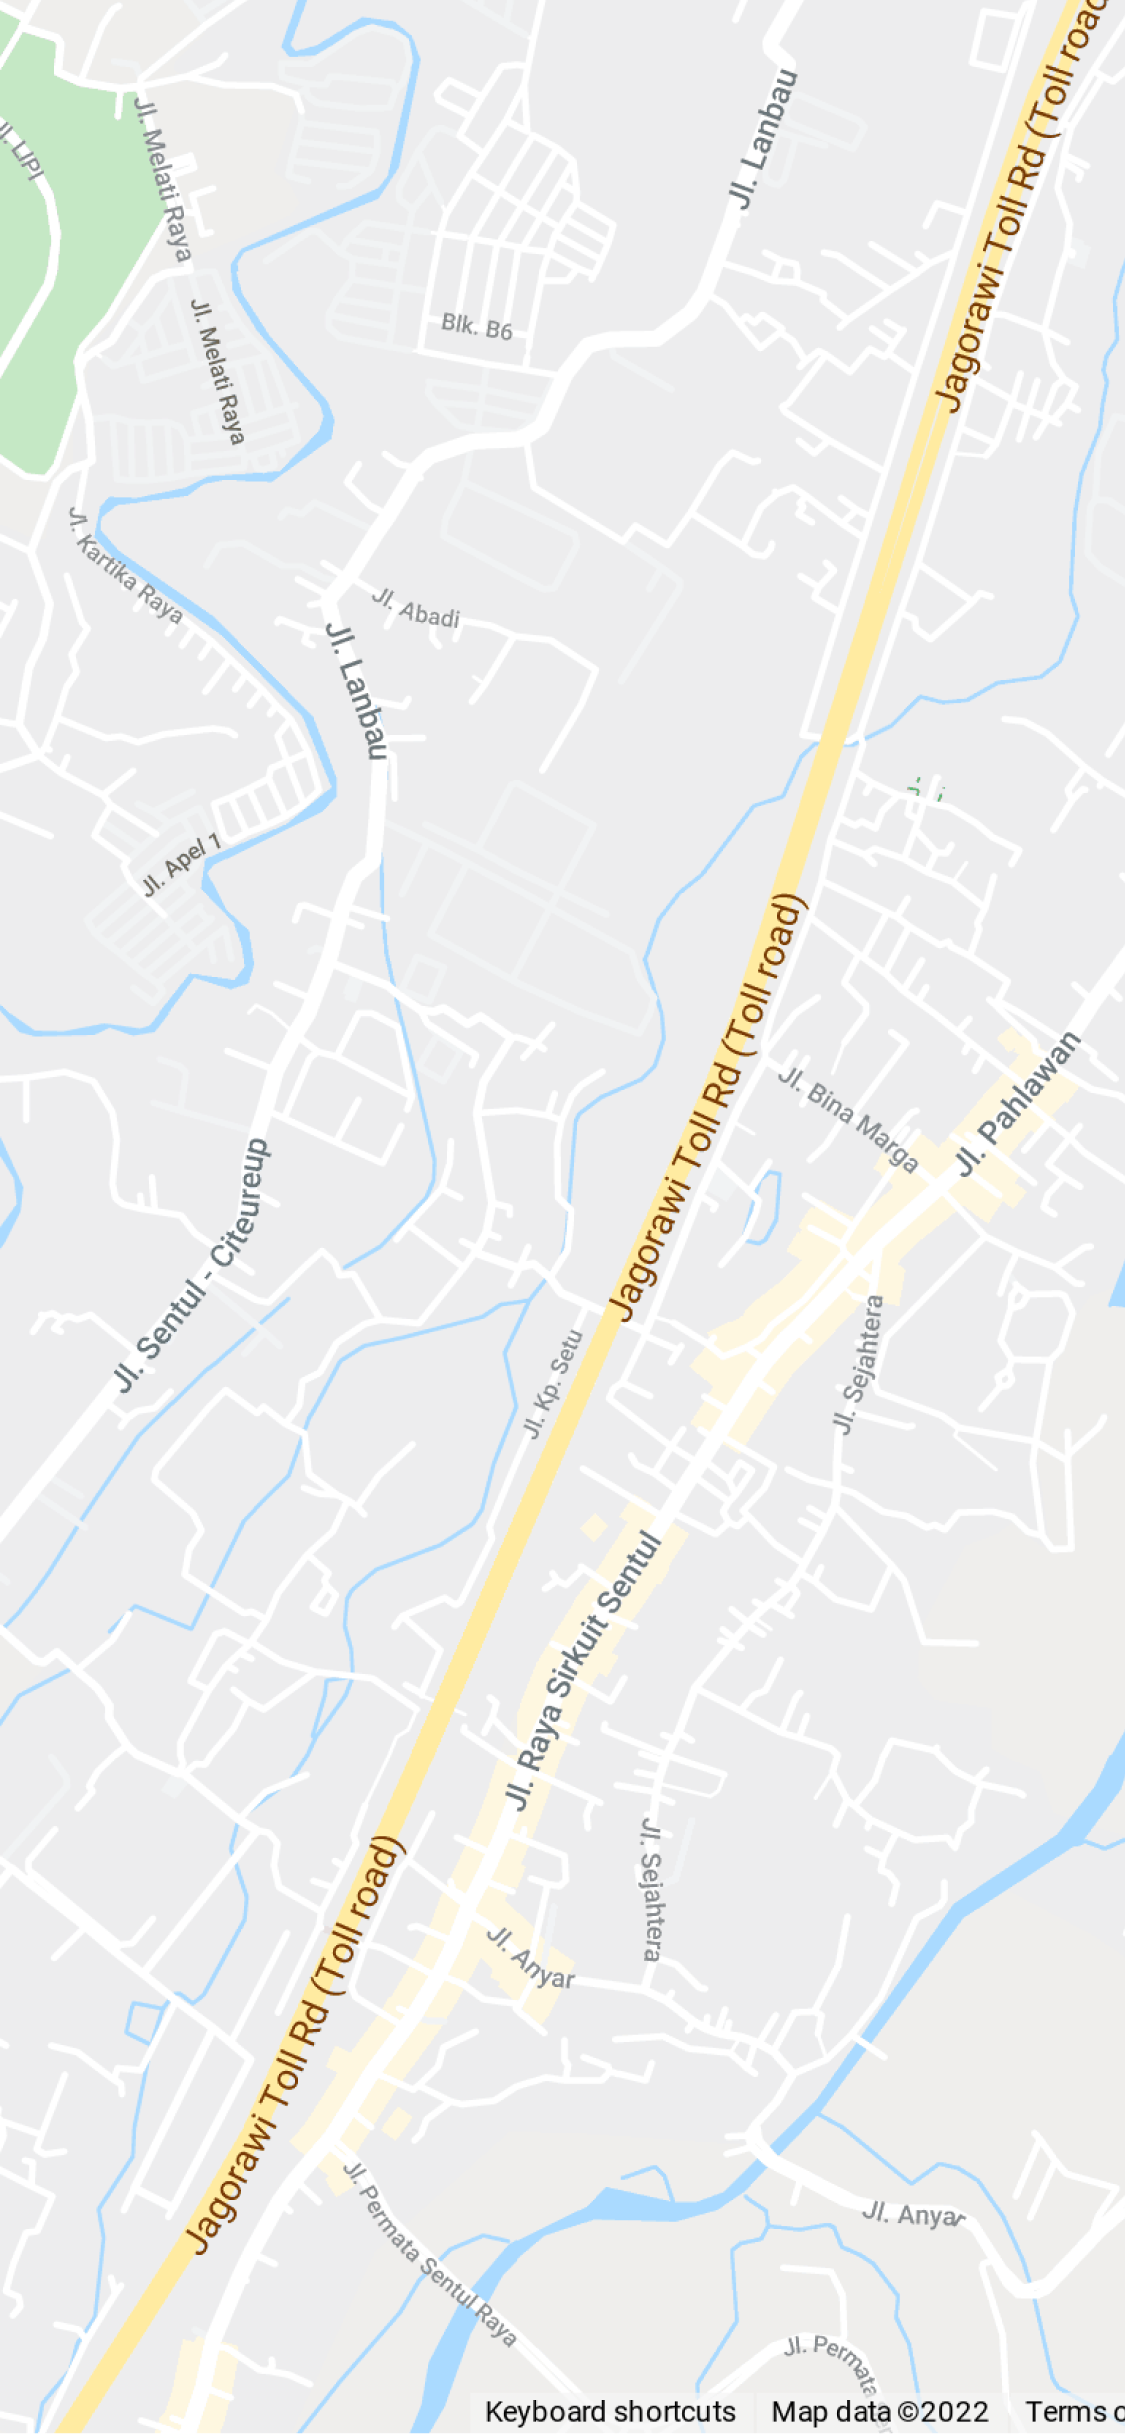 Jagorawi Toll Rd (Toll road)
Jl. Lanbau
Jl. Melati Raya
Jl. LIPI
Jl. Melati Raya
Blk. B6
Jl. Kartika Raya
Jl. Abadi
Jl. Lanbau
Jl. Apel 1
Jagorawi Toll Rd (Toll road)
Jl. Pahlawan
Jl. Bina Marga
Jl. Sentul - Citeureup
Jl. Sejahtera
Jl. Kp. Setu
Jl. Raya Sirkuit Sentul
Jl. Sejahtera
Jagorawi Toll Rd (Toll road)
Jl. Anyar
Jl. Anyar
Jl. Permata Sentul Raya
Jl. Permata
Keyboard shortcuts
Map data ©2022
Terms